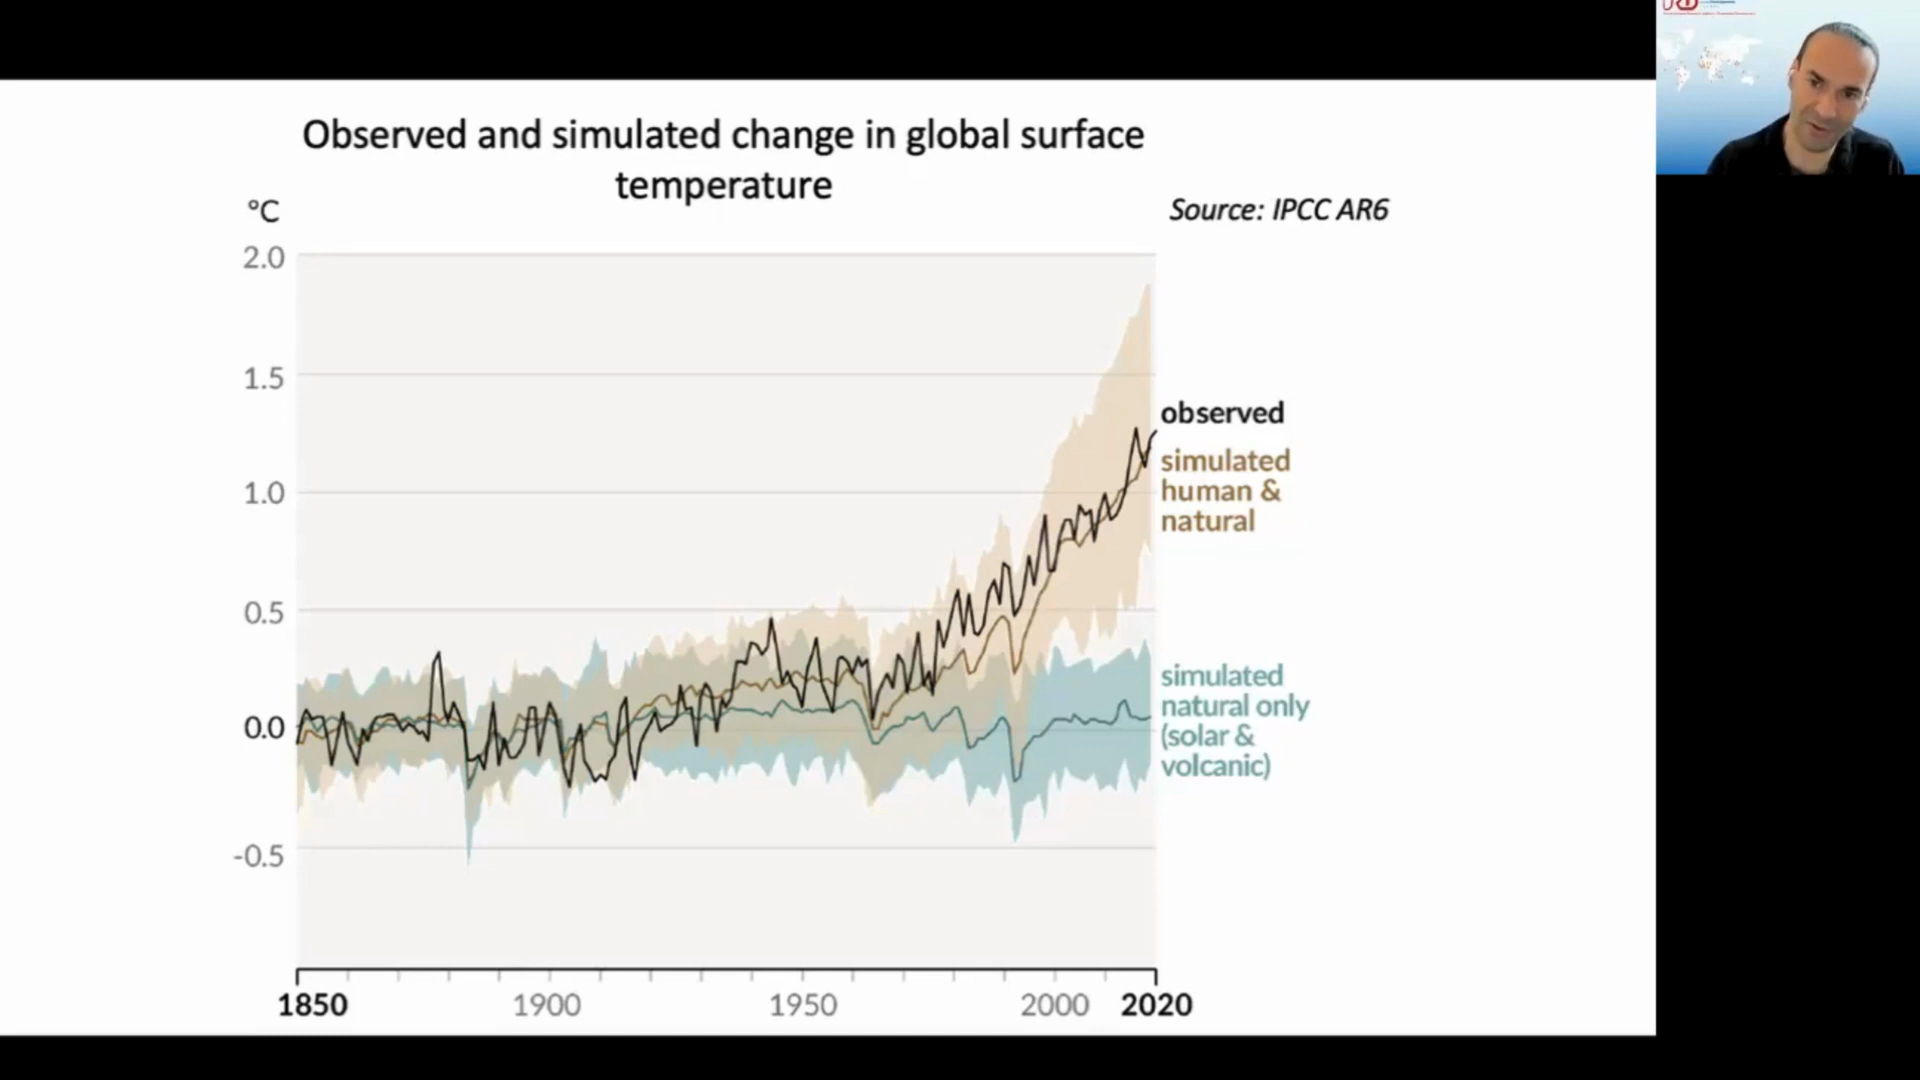 Observed and simulated change in global surface
temperature
°C
Source: IPCC AR6
2.0
1.5
1.0
0.5
0.0
-0.5
observed
simulated
human &
natural
simulated
natural only
(solar &
volcanic)
1850 1900 1950 2000 2020